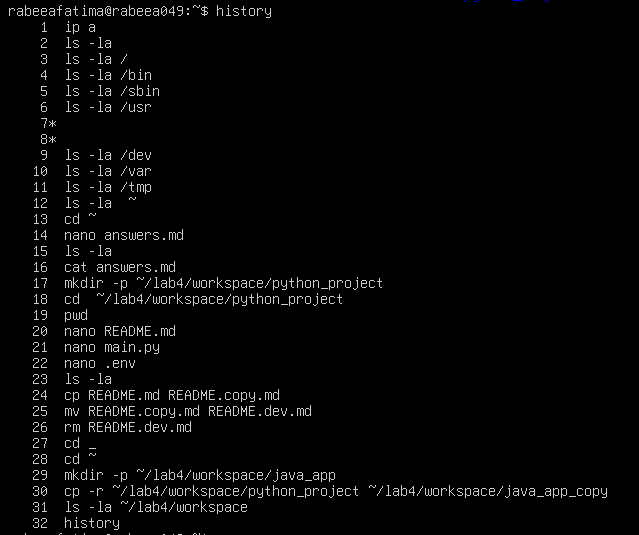 rabeeafatima@rabeea049:~$ history
1 ip a
2 ls -la
3 ls -la /
4 ls -la /bin
5 ls -la /sbin
6 ls -la /usr
7*
8*
9 ls -la /dev
10 ls -la /var
11 ls -la /tmp
12 ls -la  ~
13 cd ~
14 nano answers.md
15 ls -la
16 cat answers.md
17 mkdir -p ~/lab4/workspace/python_project
18 cd  ~/lab4/workspace/python_project
19 pwd
20 nano README.md
21 nano main.py
22 nano .env
23 ls -la
24 cp README.md README.copy.md
25 mv README.copy.md README.dev.md
26 rm README.dev.md
27 cd _
28 cd ~
29 mkdir -p ~/lab4/workspace/java_app
30 cp -r ~/lab4/workspace/python_project ~/lab4/workspace/java_app_copy
31 ls -la ~/lab4/workspace
32 history